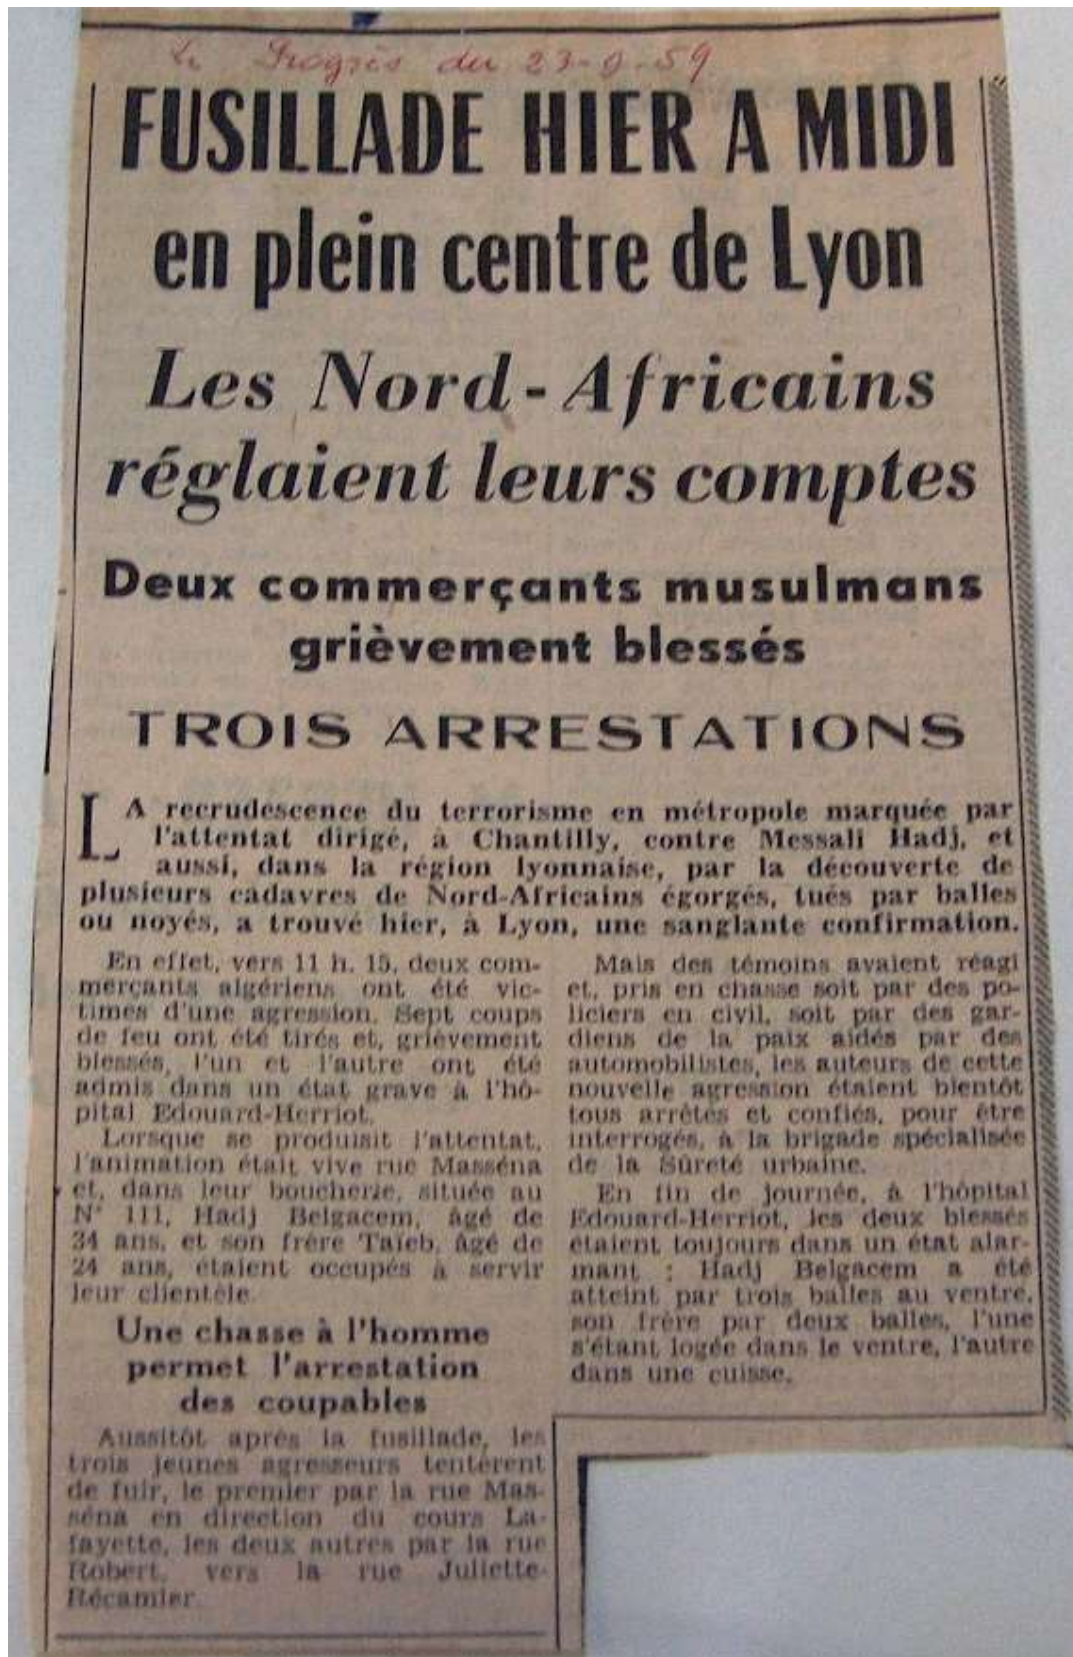 Le Progrès du 23-9-59
FUSILLADE HIER A MIDI
en plein centre de Lyon
Les Nord-Africains
réglaient leurs comptes
Deux commerçants musulmans
grièvement blessés
TROIS ARRESTATIONS
LA recrudescence du terrorisme en métropole marquée par
l'attentat dirigé, à Chantilly, contre Messali Hadj, et
aussi, dans la région lyonnaise, par la découverte de
plusieurs cadavres de Nord-Africains égorgés, tués par balles
ou noyés, a trouvé hier, à Lyon, une sanglante confirmation.
En effet, vers 11 h. 15, deux com-
merçants algériens ont été vic-
times d'une agression. Sept coups
de feu ont été tirés et, grièvement
blessés, l'un et l'autre ont été
admis dans un état grave à l'hô-
pital Edouard-Herriot.
Lorsque se produisit l'attentat,
l'animation était vive rue Masséna
et, dans leur boucherie, située au
N° 111, Hadj Belgacem, âgé de
34 ans, et son frère Taïeb, âgé de
24 ans, étaient occupés à servir
leur clientèle.
Une chasse à l'homme
permet l'arrestation
des coupables
Aussitôt après la fusillade, les
trois jeunes agresseurs tentèrent
de fuir, le premier par la rue Mas-
séna en direction du cours La-
fayette, les deux autres par la rue
Robert, vers la rue Juliette-
Récamier.
Mais des témoins avaient réagi
et, pris en chasse soit par des po-
liciers en civil, soit par des gar-
diens de la paix aidés par des
automobilistes, les auteurs de cette
nouvelle agression étaient bientôt
tous arrêtés et confiés, pour être
interrogés, à la brigade spécialisée
de la Sûreté urbaine.
En fin de journée, à l'hôpital
Edouard-Herriot, les deux blessés
étaient toujours dans un état alar-
mant : Hadj Belgacem a été
atteint par trois balles au ventre,
son frère par deux balles, l'une
s'étant logée dans le ventre, l'autre
dans une cuisse.